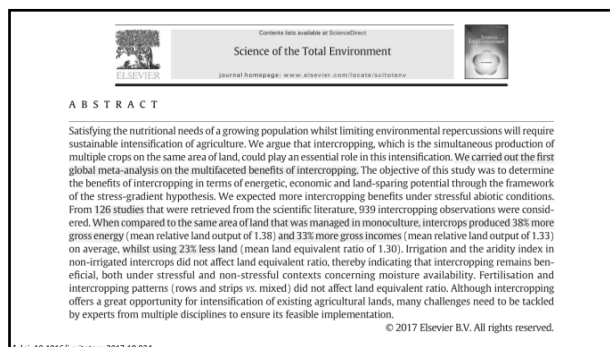 Contents lists available at ScienceDirect
Science of the Total Environment
ELSEVIER
journal homepage: www.elsevier.com/locate/scitotenv
Science of the
Total Environment
A B S T R A C T
Satisfying the nutritional needs of a growing population whilst limiting environmental repercussions will require
sustainable intensification of agriculture. We argue that intercropping, which is the simultaneous production of
multiple crops on the same area of land, could play an essential role in this intensification. We carried out the first
global meta-analysis on the multifaceted benefits of intercropping. The objective of this study was to determine
the benefits of intercropping in terms of energetic, economic and land-sparing potential through the framework
of the stress-gradient hypothesis. We expected more intercropping benefits under stressful abiotic conditions.
From 126 studies that were retrieved from the scientific literature, 939 intercropping observations were consid-
ered. When compared to the same area of land that was managed in monoculture, intercrops produced 38% more
gross energy (mean relative land output of 1.38) and 33% more gross incomes (mean relative land output of 1.33)
on average, whilst using 23% less land (mean land equivalent ratio of 1.30). Irrigation and the aridity index in
non-irrigated intercrops did not affect land equivalent ratio, thereby indicating that intercropping remains ben-
eficial, both under stressful and non-stressful contexts concerning moisture availability. Fertilisation and
intercropping patterns (rows and strips vs. mixed) did not affect land equivalent ratio. Although intercropping
offers a great opportunity for intensification of existing agricultural lands, many challenges need to be tackled
by experts from multiple disciplines to ensure its feasible implementation.
© 2017 Elsevier B.V. All rights reserved.